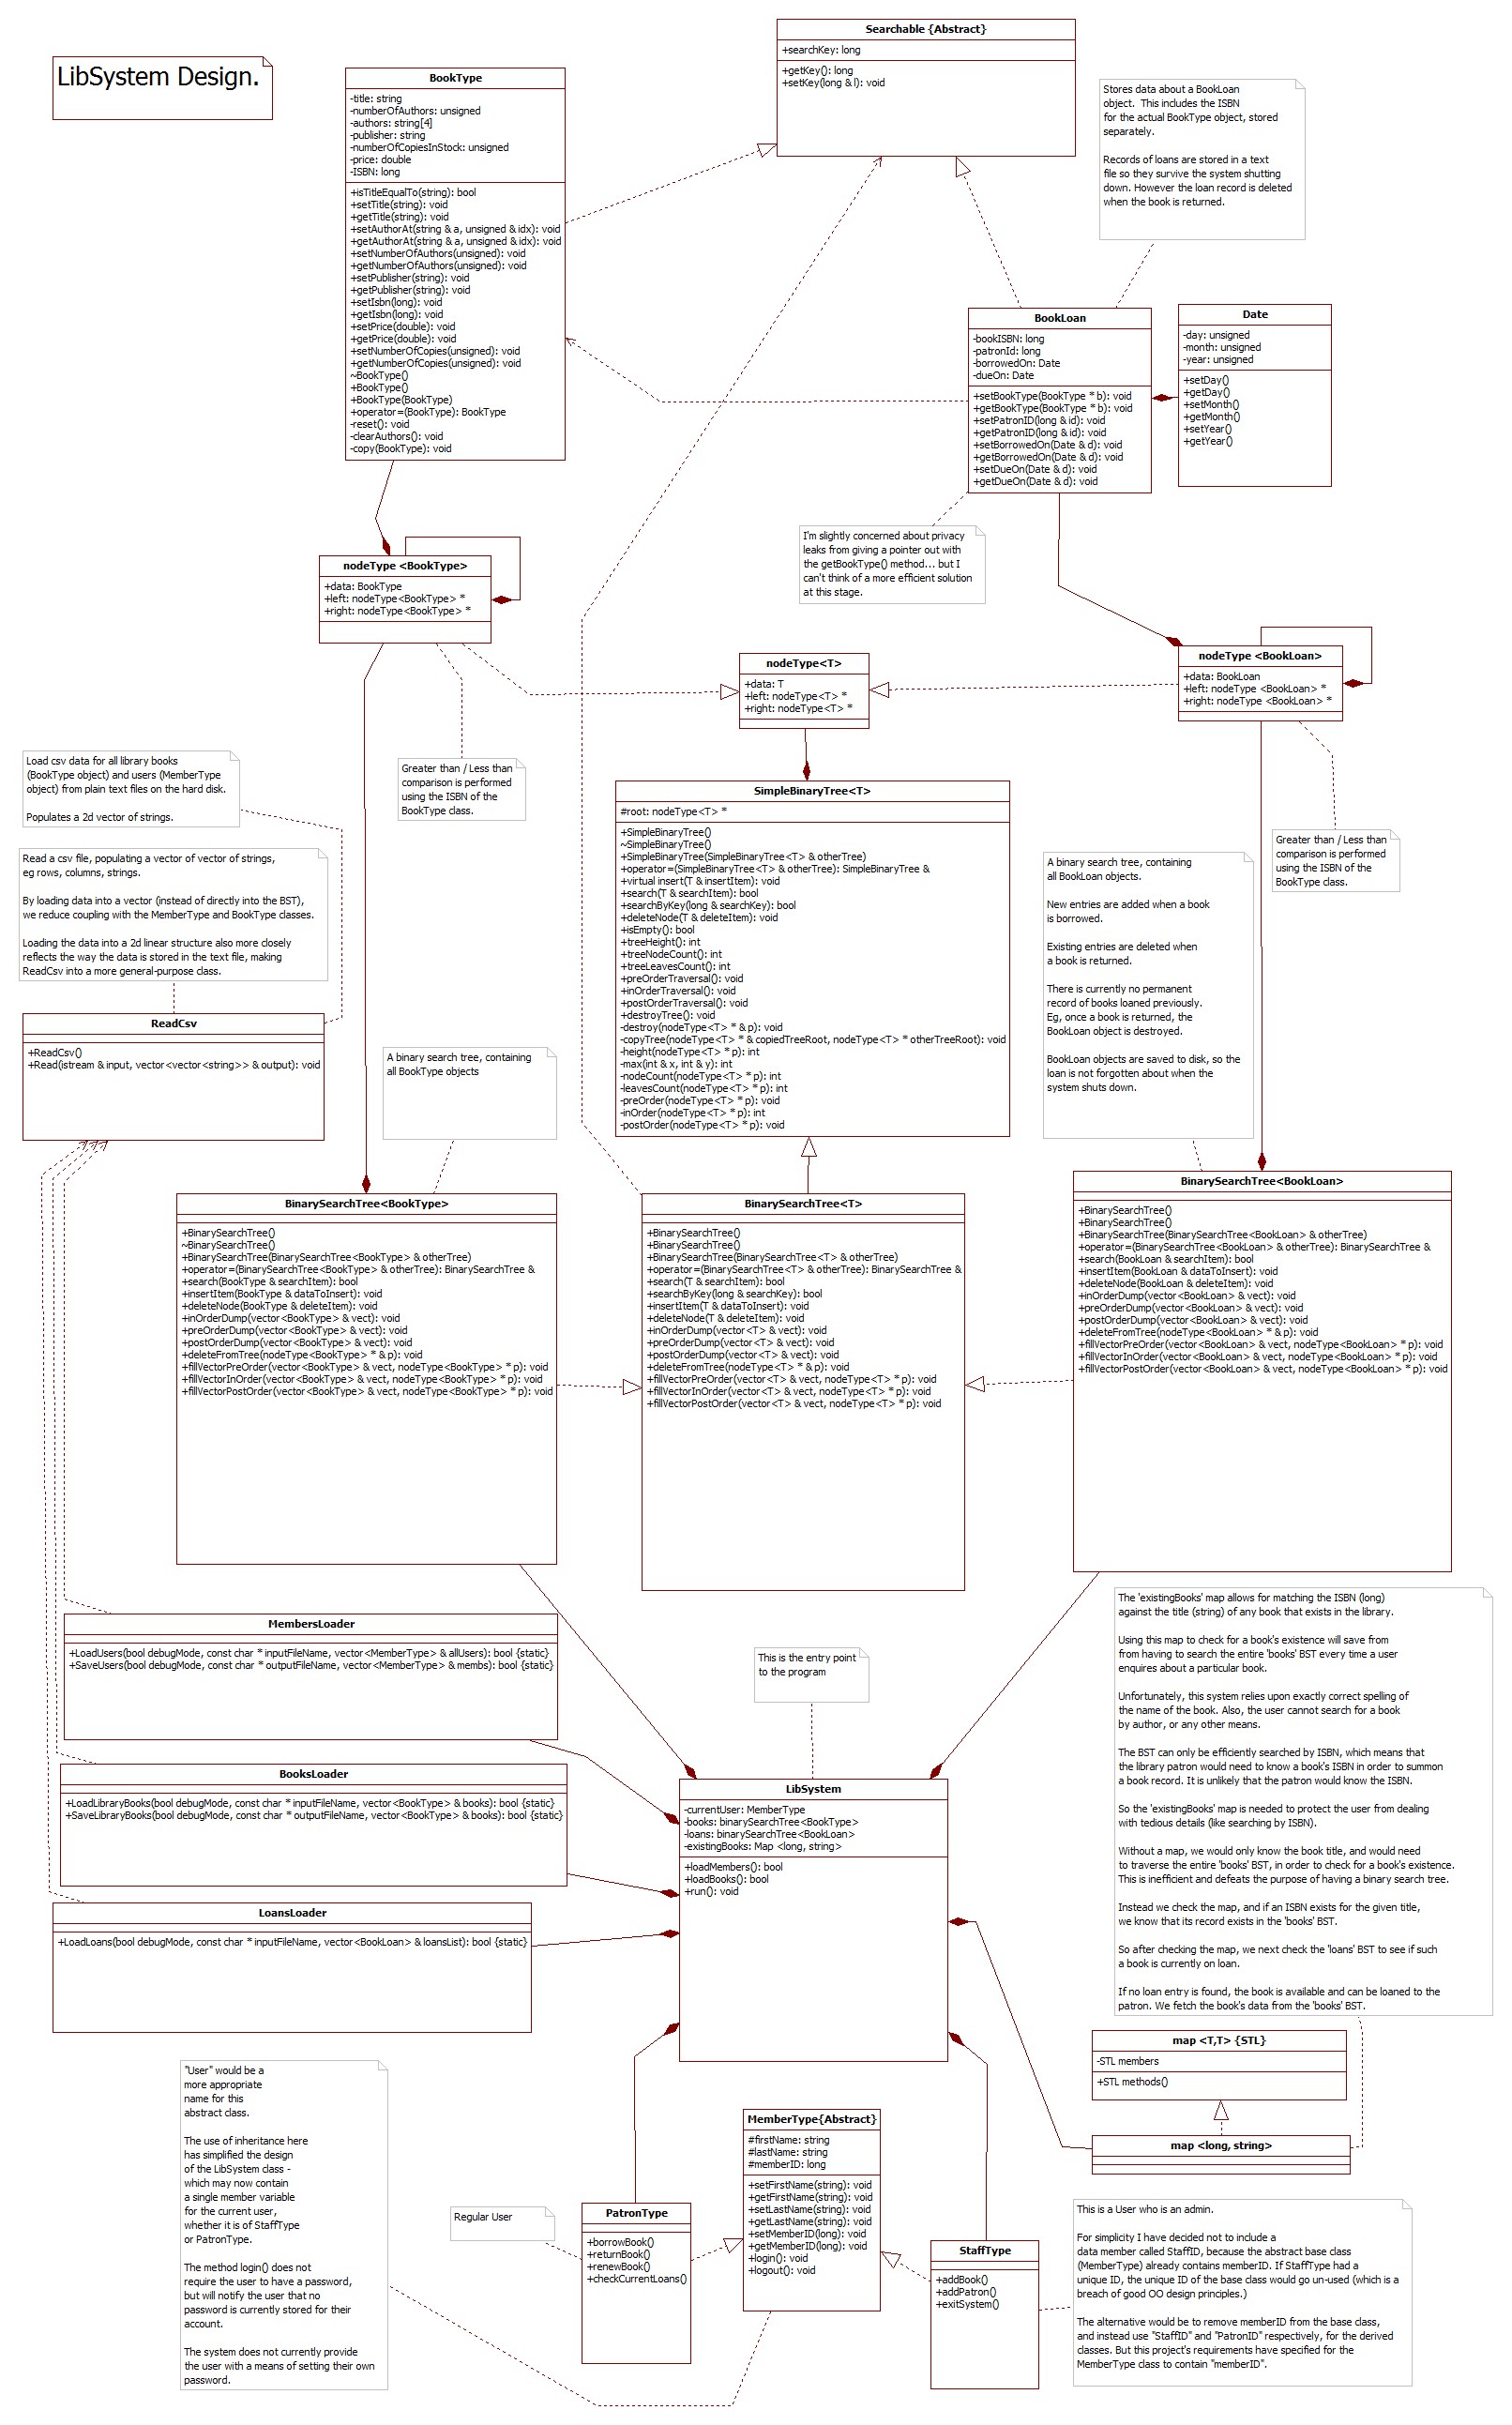 LibSystem Design.
Searchable {Abstract}
+searchKey: long
+getKey(): long
+setKey(long & l): void
BookType
-title: string
-numberOfAuthors: unsigned
-authors: string[4]
-publisher: string
-numberOfCopiesInStock: unsigned
-price: double
-ISBN: long
+isTitleEqualTo(string): bool
+setTitle(string): void
+getTitle(string): void
+setAuthorAt(string & a, unsigned & idx): void
+getAuthorAt(string & a, unsigned & idx): void
+setNumberOfAuthors(unsigned): void
+getNumberOfAuthors(unsigned): void
+setPublisher(string): void
+getPublisher(string): void
+setIsbn(long): void
+getIsbn(long): void
+setPrice(double): void
+getPrice(double): void
+setNumberOfCopies(unsigned): void
+getNumberOfCopies(unsigned): void
~BookType()
+BookType()
+BookType(BookType)
+operator=(BookType): BookType
-reset(): void
-clearAuthors(): void
-copy(BookType): void
Stores data about a BookLoan
object.  This includes the ISBN
for the actual BookType object, stored
separately.
Records of loans are stored in a text
file so they survive the system shutting
down. However the loan record is deleted
when the book is returned.
BookLoan
-bookISBN: long
-patronId: long
-borrowedOn: Date
-dueOn: Date
+setBookType(BookType * b): void
+getBookType(BookType * b): void
+setPatronID(long & id): void
+getPatronID(long & id): void
+setBorrowedOn(Date & d): void
+getBorrowedOn(Date & d): void
+setDueOn(Date & d): void
+getDueOn(Date & d): void
Date
-day: unsigned
-month: unsigned
-year: unsigned
+setDay()
+getDay()
+setMonth()
+getMonth()
+setYear()
+getYear()
I'm slightly concerned about privacy
leaks from giving a pointer out with
the getBookType() method... but I
can't think of a more efficient solution
at this stage.
nodeType <BookType>
+data: BookType
+left: nodeType<BookType> *
+right: nodeType<BookType> *
nodeType<T>
+data: T
+left: nodeType<T> *
+right: nodeType<T> *
nodeType <BookLoan>
+data: BookLoan
+left: nodeType <BookLoan> *
+right: nodeType <BookLoan> *
Load csv data for all library books
(BookType object) and users (MemberType
object) from plain text files on the hard disk.
Populates a 2d vector of strings.
Greater than / Less than
comparison is performed
using the ISBN of the
BookType class.
Read a csv file, populating a vector of vector of strings,
eg rows, columns, strings.
By loading data into a vector (instead of directly into the BST),
we reduce coupling with the MemberType and BookType classes.
Loading the data into a 2d linear structure also more closely
reflects the way the data is stored in the text file, making
ReadCsv into a more general-purpose class.
SimpleBinaryTree<T>
#root: nodeType<T> *
+SimpleBinaryTree()
~SimpleBinaryTree()
+SimpleBinaryTree(SimpleBinaryTree<T> & otherTree)
+operator=(SimpleBinaryTree<T> & otherTree): SimpleBinaryTree &
+virtual insert(T & insertItem): void
+search(T & searchItem): bool
+searchByKey(long & searchKey): bool
+deleteNode(T & deleteItem): void
+isEmpty(): bool
+treeHeight(): int
+treeNodeCount(): int
+treeLeavesCount(): int
+preOrderTraversal(): void
+inOrderTraversal(): void
+postOrderTraversal(): void
+destroyTree(): void
-destroy(nodeType<T> * & p): void
-copyTree(nodeType<T> * & copiedTreeRoot, nodeType<T> * otherTreeRoot): void
-height(nodeType<T> * p): int
-max(int & x, int & y): int
-nodeCount(nodeType<T> * p): int
-leavesCount(nodeType<T> * p): int
-preOrder(nodeType<T> * p): void
-inOrder(nodeType<T> * p): int
-postOrder(nodeType<T> * p): void
Greater than / Less than
comparison is performed
using the ISBN of the
BookType class.
A binary search tree, containing
all BookLoan objects.
New entries are added when a book
is borrowed.
Existing entries are deleted when
a book is returned.
There is currently no permanent
record of books loaned previously.
Eg, once a book is returned, the
BookLoan object is destroyed.
BookLoan objects are saved to disk, so the
loan is not forgotten about when the
system shuts down.
ReadCsv
+ReadCsv()
+Read(istream & input, vector<vector<string>> & output): void
A binary search tree, containing
all BookType objects
BinarySearchTree<BookType>
+BinarySearchTree()
~BinarySearchTree()
+BinarySearchTree(BinarySearchTree<BookType> & otherTree)
+operator=(BinarySearchTree<BookType> & otherTree): BinarySearchTree &
+search(BookType & searchItem): bool
+insertItem(BookType & dataToInsert): void
+deleteNode(BookType & deleteItem): void
+inOrderDump(vector<BookType> & vect): void
+preOrderDump(vector<BookType> & vect): void
+postOrderDump(vector<BookType> & vect): void
+deleteFromTree(nodeType<BookType> * & p): void
+fillVectorPreOrder(vector<BookType> & vect, nodeType<BookType> * p): void
+fillVectorInOrder(vector<BookType> & vect, nodeType<BookType> * p): void
+fillVectorPostOrder(vector<BookType> & vect, nodeType<BookType> * p): void
BinarySearchTree<T>
+BinarySearchTree()
+BinarySearchTree()
+BinarySearchTree(BinarySearchTree<T> & otherTree)
+operator=(BinarySearchTree<T> & otherTree): BinarySearchTree &
+search(T & searchItem): bool
+searchByKey(long & searchKey): bool
+insertItem(T & dataToInsert): void
+deleteNode(T & deleteItem): void
+inOrderDump(vector<T> & vect): void
+preOrderDump(vector<T> & vect): void
+postOrderDump(vector<T> & vect): void
+deleteFromTree(nodeType<T> * & p): void
+fillVectorPreOrder(vector<T> & vect, nodeType<T> * p): void
+fillVectorInOrder(vector<T> & vect, nodeType<T> * p): void
+fillVectorPostOrder(vector<T> & vect, nodeType<T> * p): void
BinarySearchTree<BookLoan>
+BinarySearchTree()
+BinarySearchTree()
+BinarySearchTree(BinarySearchTree<BookLoan> & otherTree)
+operator=(BinarySearchTree<BookLoan> & otherTree): BinarySearchTree &
+search(BookLoan & searchItem): bool
+insertItem(BookLoan & dataToInsert): void
+deleteNode(BookLoan & deleteItem): void
+inOrderDump(vector<BookLoan> & vect): void
+preOrderDump(vector<BookLoan> & vect): void
+postOrderDump(vector<BookLoan> & vect): void
+deleteFromTree(nodeType<BookLoan> * & p): void
+fillVectorPreOrder(vector<BookLoan> & vect, nodeType<BookLoan> * p): void
+fillVectorInOrder(vector<BookLoan> & vect, nodeType<BookLoan> * p): void
+fillVectorPostOrder(vector<BookLoan> & vect, nodeType<BookLoan> * p): void
MembersLoader
+LoadUsers(bool debugMode, const char * inputFileName, vector<MemberType> & allUsers): bool {static}
+SaveUsers(bool debugMode, const char * outputFileName, vector<MemberType> & membs): bool {static}
BooksLoader
+LoadLibraryBooks(bool debugMode, const char * inputFileName, vector<BookType> & books): bool {static}
+SaveLibraryBooks(bool debugMode, const char * outputFileName, vector<BookType> & books): bool {static}
LoansLoader
+LoadLoans(bool debugMode, const char * inputFileName, vector<BookLoan> & loansList): bool {static}
This is the entry point
to the program
LibSystem
-currentUser: MemberType
-books: binarySearchTree<BookType>
-loans: binarySearchTree<BookLoan>
-existingBooks: Map <long, string>
+loadMembers(): bool
+loadBooks(): bool
+run(): void
The 'existingBooks' map allows for matching the ISBN (long)
against the title (string) of any book that exists in the library.
Using this map to check for a book's existence will save from
from having to search the entire 'books' BST every time a user
enquires about a particular book.
Unfortunately, this system relies upon exactly correct spelling of
the name of the book. Also, the user cannot search for a book
by author, or any other means.
The BST can only be efficiently searched by ISBN, which means that
the library patron would need to know a book's ISBN in order to summon
a book record. It is unlikely that the patron would know the ISBN.
So the 'existingBooks' map is needed to protect the user from dealing
with tedious details (like searching by ISBN).
Without a map, we would only know the book title, and would need
to traverse the entire 'books' BST, in order to check for a book's existence.
This is inefficient and defeats the purpose of having a binary search tree.
Instead we check the map, and if an ISBN exists for the given title,
we know that its record exists in the 'books' BST.
So after checking the map, we next check the 'loans' BST to see if such
a book is currently on loan.
If no loan entry is found, the book is available and can be loaned to the
patron. We fetch the book's data from the 'books' BST.
map <T,T> {STL}
-STL members
+STL methods()
map <long, string>
"User" would be a
more appropriate
name for this
abstract class.
The use of inheritance here
has simplified the design
of the LibSystem class -
which may now contain
a single member variable
for the current user,
whether it is of StaffType
or PatronType.
The method login() does not
require the user to have a password,
but will notify the user that no
password is currently stored for their
account.
The system does not currently provide
the user with a means of setting their own
password.
Regular User
PatronType
+borrowBook()
+returnBook()
+renewBook()
+checkCurrentLoans()
MemberType{Abstract}
#firstName: string
#lastName: string
#memberID: long
+setFirstName(string): void
+getFirstName(string): void
+setLastName(string): void
+getLastName(string): void
+setMemberID(long): void
+getMemberID(long): void
+login(): void
+logout(): void
StaffType
+addBook()
+addPatron()
+exitSystem()
This is a User who is an admin.
For simplicity I have decided not to include a
data member called StaffID, because the abstract base class
(MemberType) already contains memberID. If StaffType had a
unique ID, the unique ID of the base class would go un-used (which is a
breach of good OO design principles.)
The alternative would be to remove memberID from the base class,
and instead use "StaffID" and "PatronID" respectively, for the derived
classes. But this project's requirements have specified for the
MemberType class to contain "memberID".